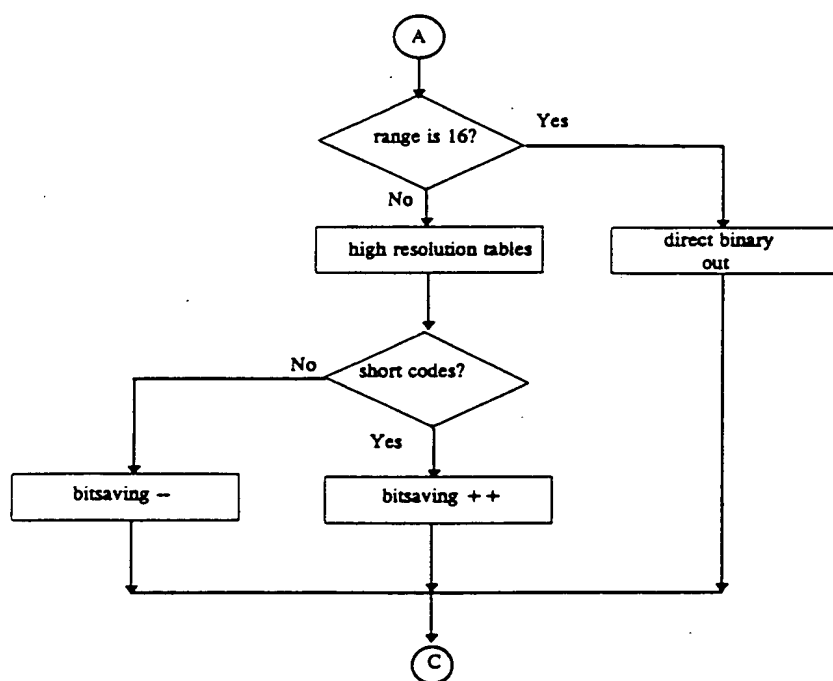 A
range is 16?
Yes
No
high resolution tables
direct binary
out
No
short codes?
Yes
bitsaving --
bitsaving ++
C